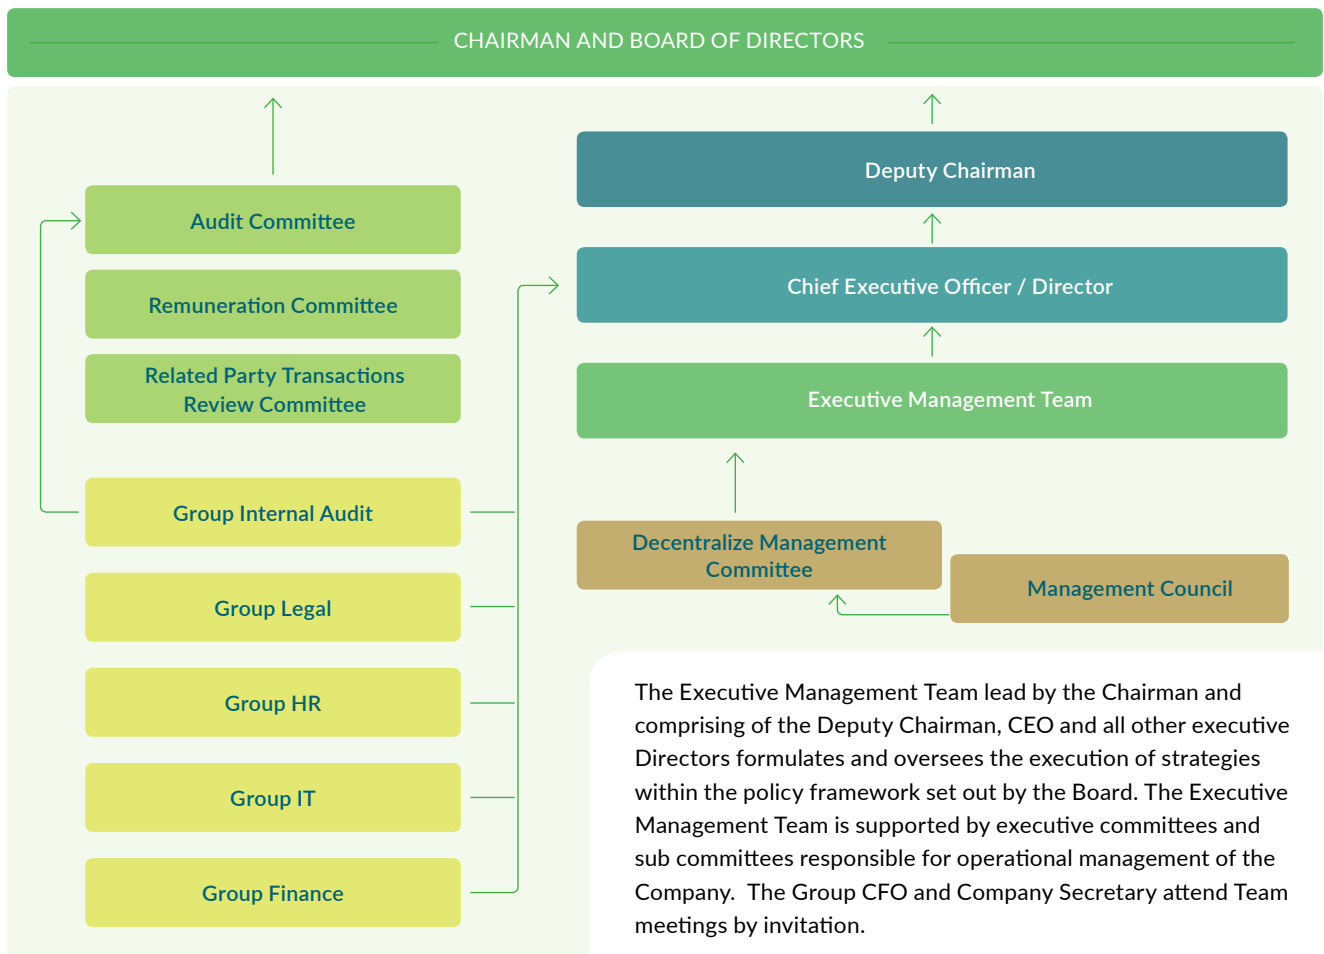 CHAIRMAN AND BOARD OF DIRECTORS
Audit Committee
Remuneration Committee
Related Party Transactions
Review Committee
Group Internal Audit
Group Legal
Group HR
Group IT
Group Finance
Deputy Chairman
Chief Executive Officer / Director
Executive Management Team
Decentralize Management
Committee
Management Council
The Executive Management Team lead by the Chairman and
comprising of the Deputy Chairman, CEO and all other executive
Directors formulates and oversees the execution of strategies
within the policy framework set out by the Board. The Executive
Management Team is supported by executive committees and
sub committees responsible for operational management of the
Company.  The Group CFO and Company Secretary attend Team
meetings by invitation.